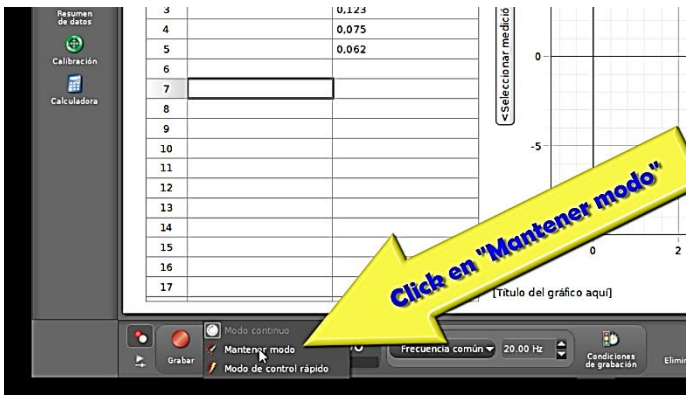 Resumen
de datos
Calibración
Calculadora
3 0,123
4 0,075
5 0,062
6
7
8
9
10
11
12
13
14
15
16
17
<Seleccionar medició
0
-5
0 2
[Título del gráfico aquí]
Click en "Mantener modo"
Grabar
Modo continuo
Mantener modo
Modo de control rápido
Frecuencia común
20.00 Hz
Condiciones
de grabación
Elimin